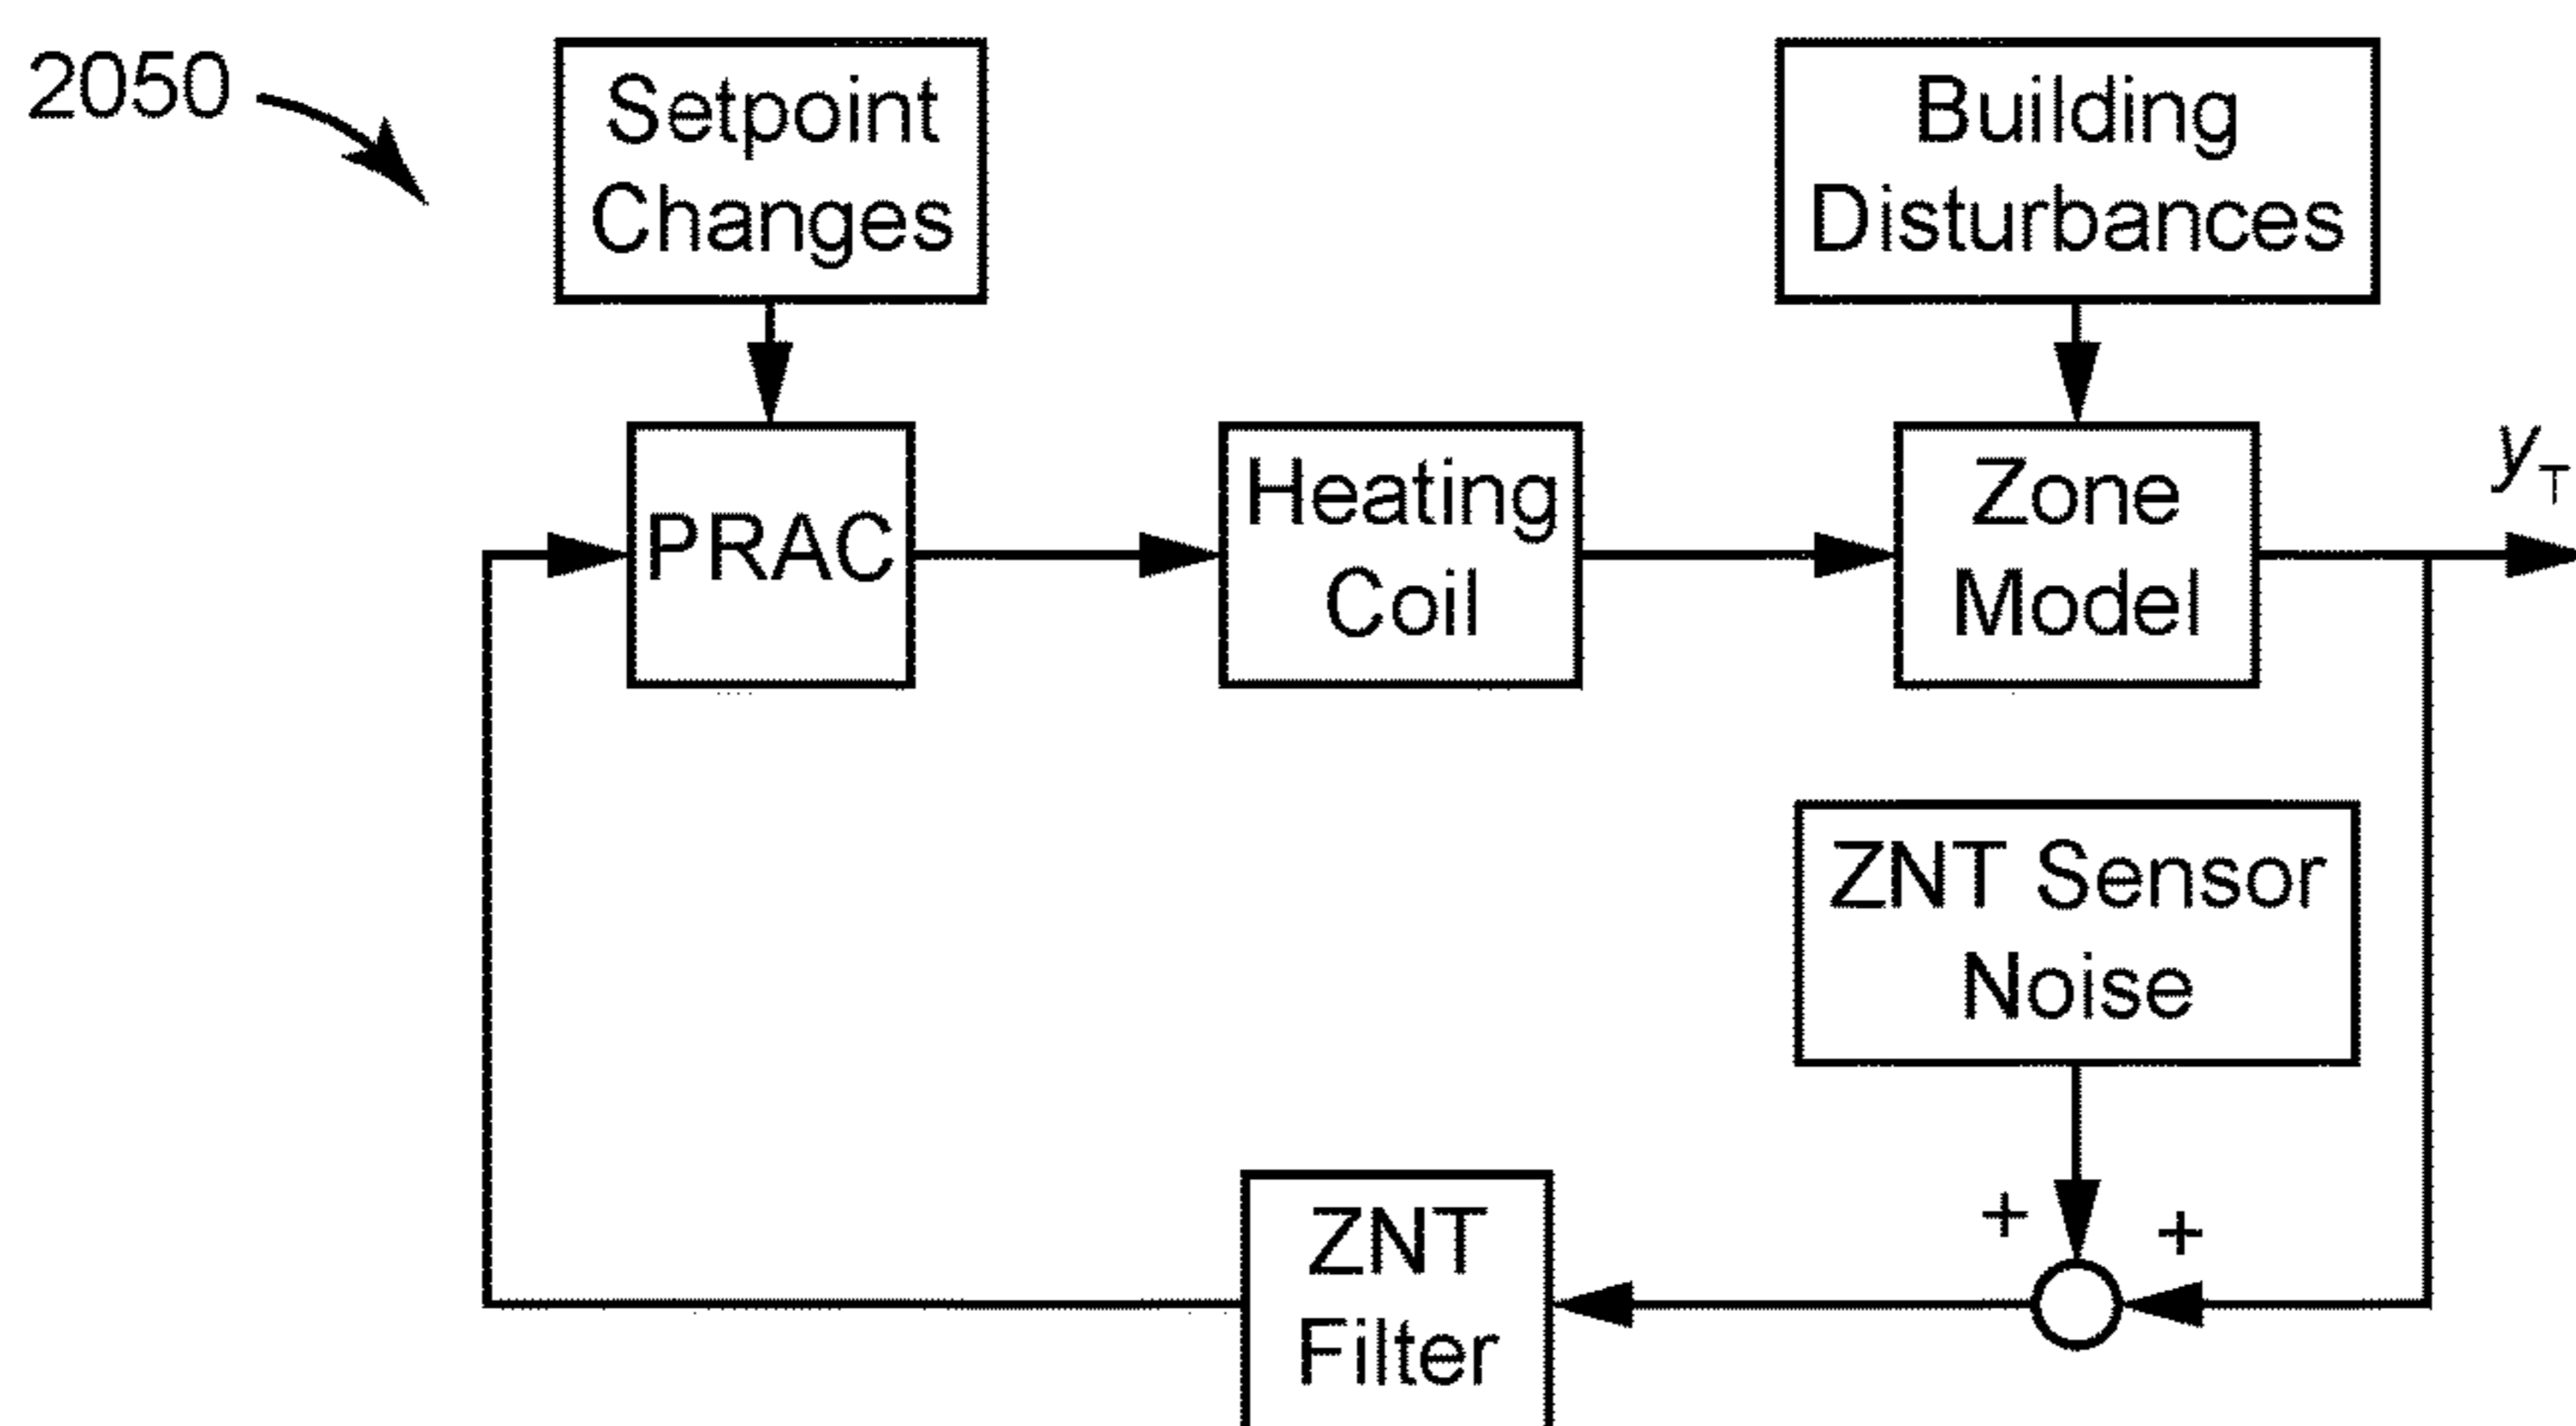 2050
Setpoint
Changes
Building
Disturbances
PRAC
Heating
Coil
Zone
Model
yT
ZNT Sensor
Noise
+
+
ZNT
Filter